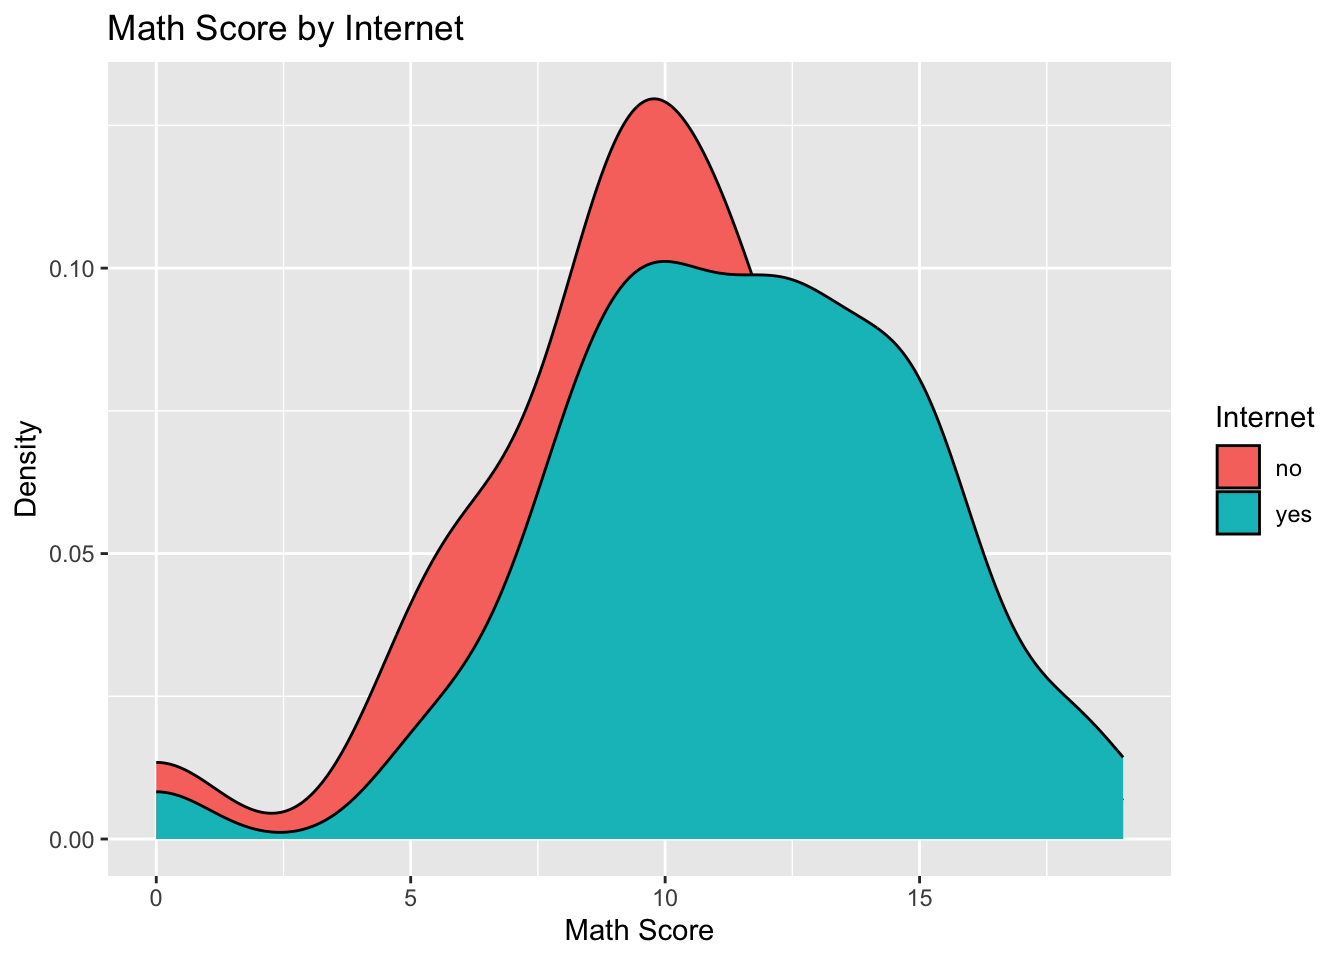 Math Score by Internet
0.10
0.05
0.00
Density
0
5
10
15
Math Score
Internet
no
yes